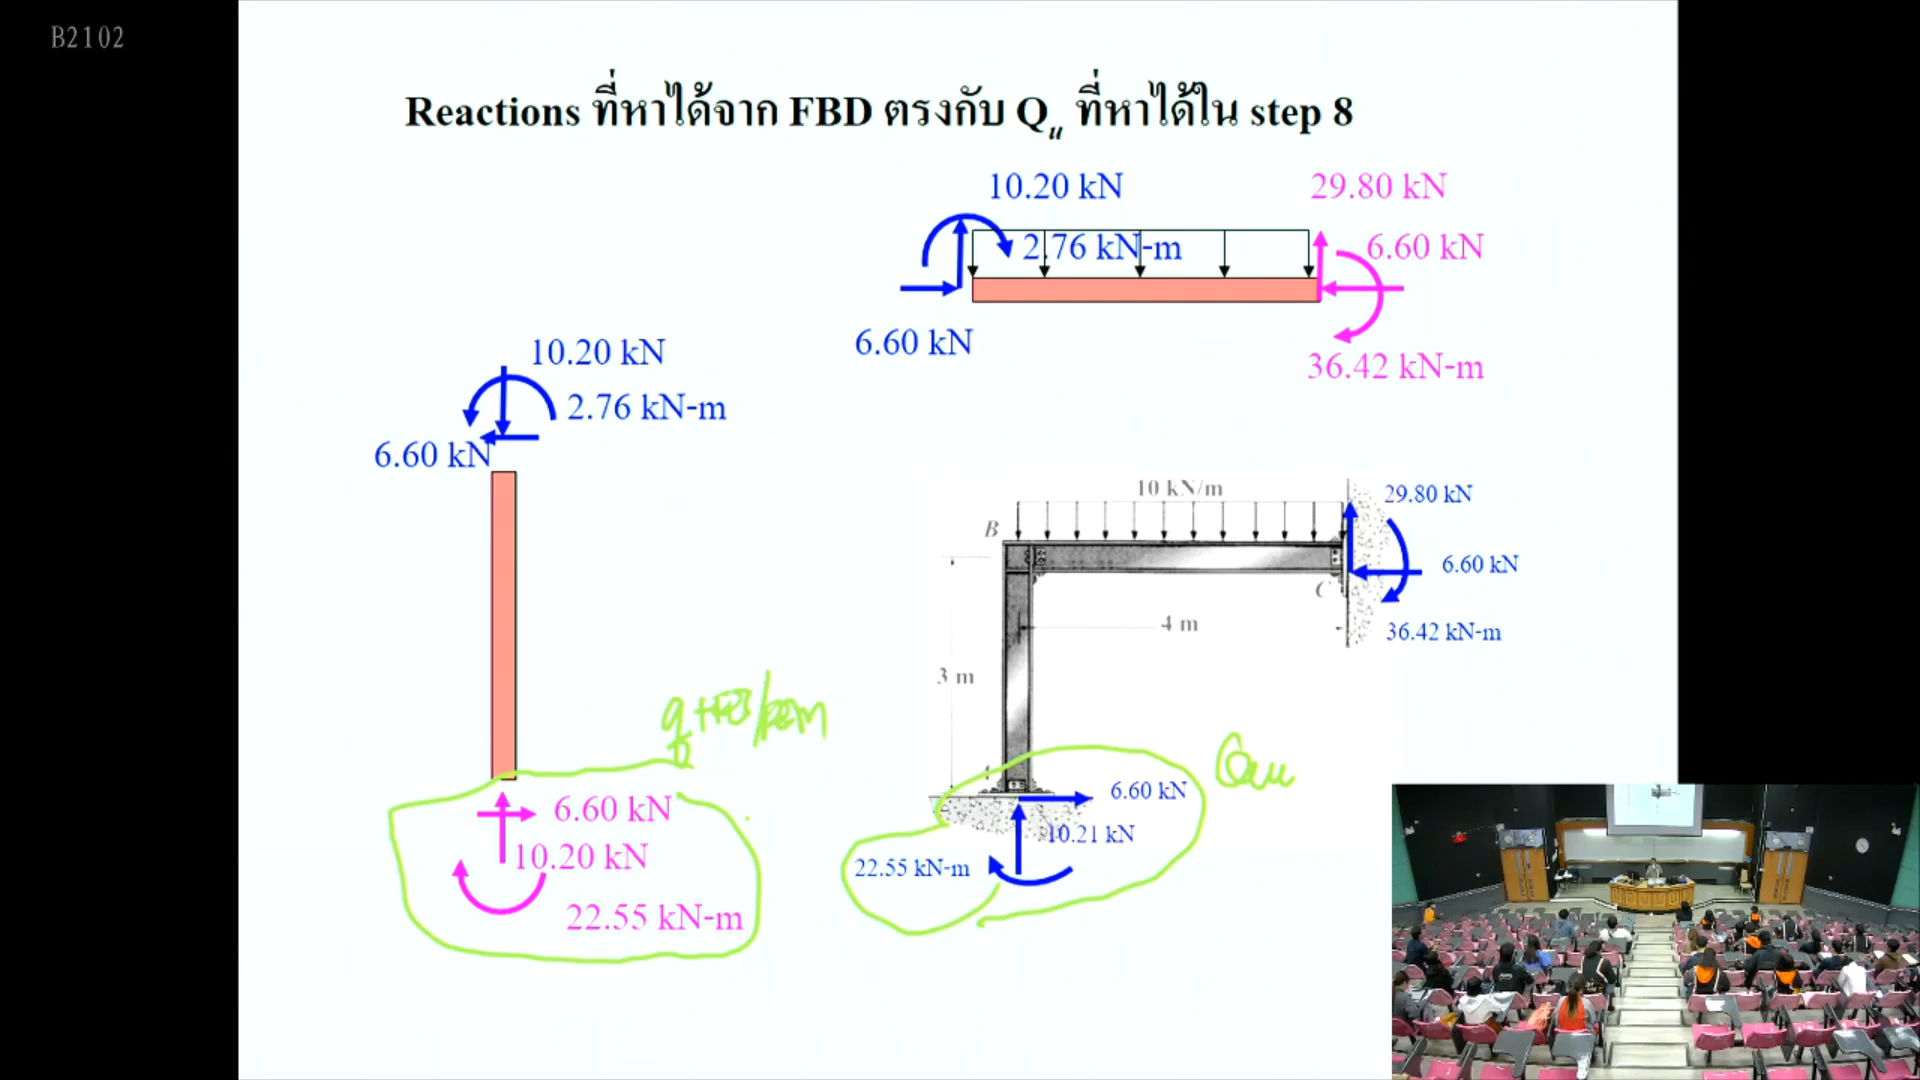 B2102
Reactions ที่หาได้จาก FBD ตรงกับ Qu ที่หาได้ใน step 8
10.20 kN
29.80 kN
2.76 kN-m
6.60 kN
6.60 kN
36.42 kN-m
10.20 kN
2.76 kN-m
6.60 kN
10 kN/m
29.80 kN
B
6.60 kN
C
4 m
36.42 kN-m
3 m
6.60 kN
10.20 kN
22.55 kN-m
6.60 kN
10.21 kN
22.55 kN-m